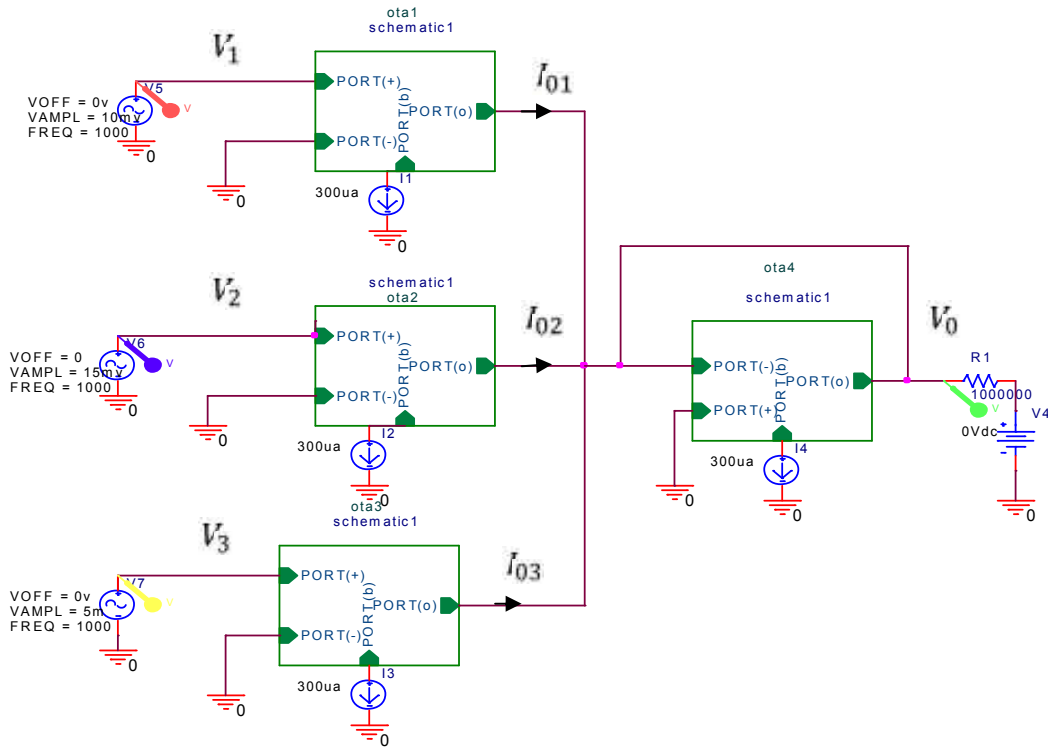 ota1
schematic1
V1
I01
V5
VOFF = 0v
VAMPL = 10mv
FREQ = 1000
V
0
PORT(+)
PORT(-)
PORT(b)
PORT(o)
0
I1
300ua
0
schematic1
ota2
V2
I02
V6
VOFF = 0
VAMPL = 15mv
FREQ = 1000
V
0
PORT(+)
PORT(-)
PORT(b)
PORT(o)
0
I2
300ua
0
ota4
schematic1
V0
PORT(-)
PORT(+)
PORT(b)
PORT(o)
R1
1000000
V
V4
0Vdc
+
-
0
I4
300ua
0
0
ota3
schematic1
V3
I03
V7
VOFF = 0v
VAMPL = 5m
FREQ = 1000
V
0
PORT(+)
PORT(-)
PORT(b)
PORT(o)
0
I3
300ua
0